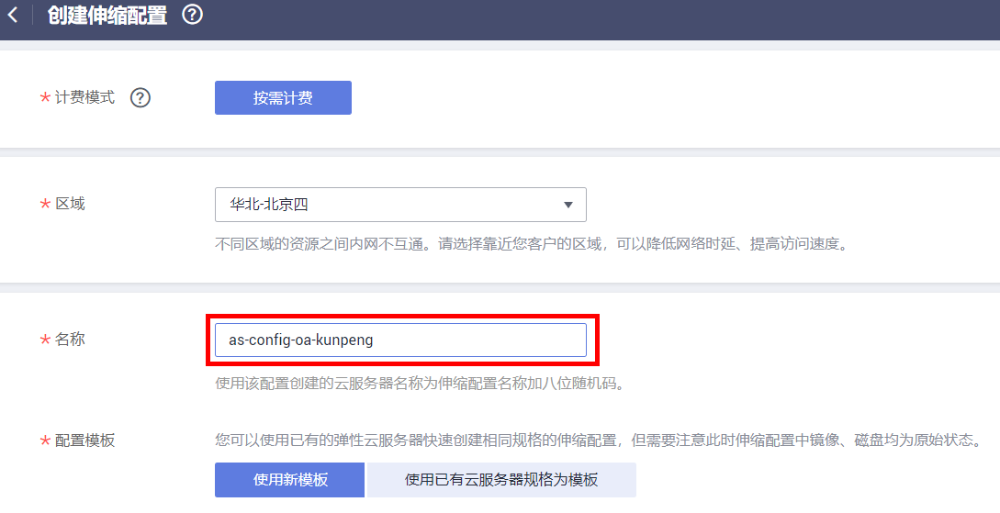 创建伸缩配置 ?
* 计费模式 ? 按需计费
* 区域 华北-北京四
不同区域的资源之间内网不互通。请选择靠近您客户的区域，可以降低网络时延、提高访问速度。
* 名称 as-config-oa-kunpeng
使用该配置创建的云服务器名称为伸缩配置名称加八位随机码。
* 配置模板 您可以使用已有的弹性云服务器快速创建相同规格的伸缩配置，但需要注意此时伸缩配置中镜像、磁盘均为原始状态。
使用新模板 使用已有云服务器规格为模板